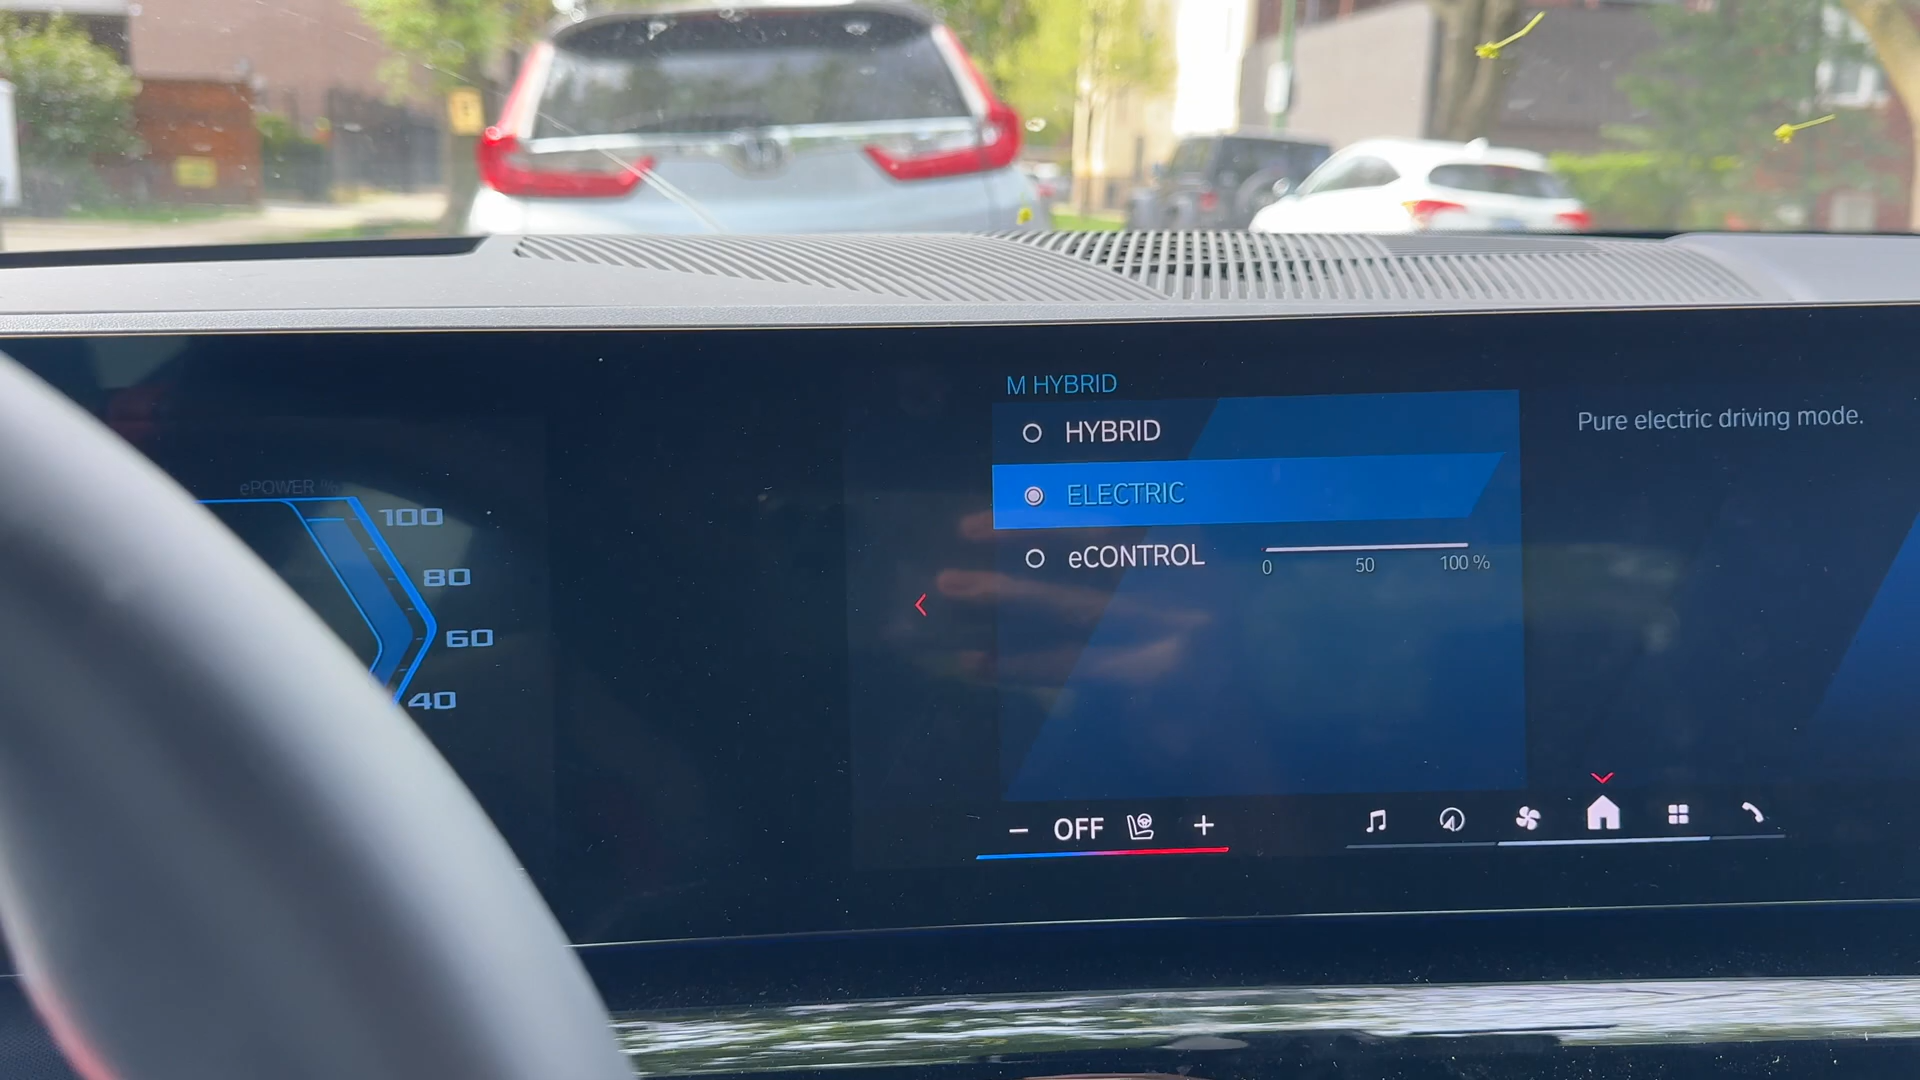 ePOWER %
100
80
60
40
M HYBRID
HYBRID
ELECTRIC
eCONTROL
0 50 100 %
Pure electric driving mode.
− OFF +